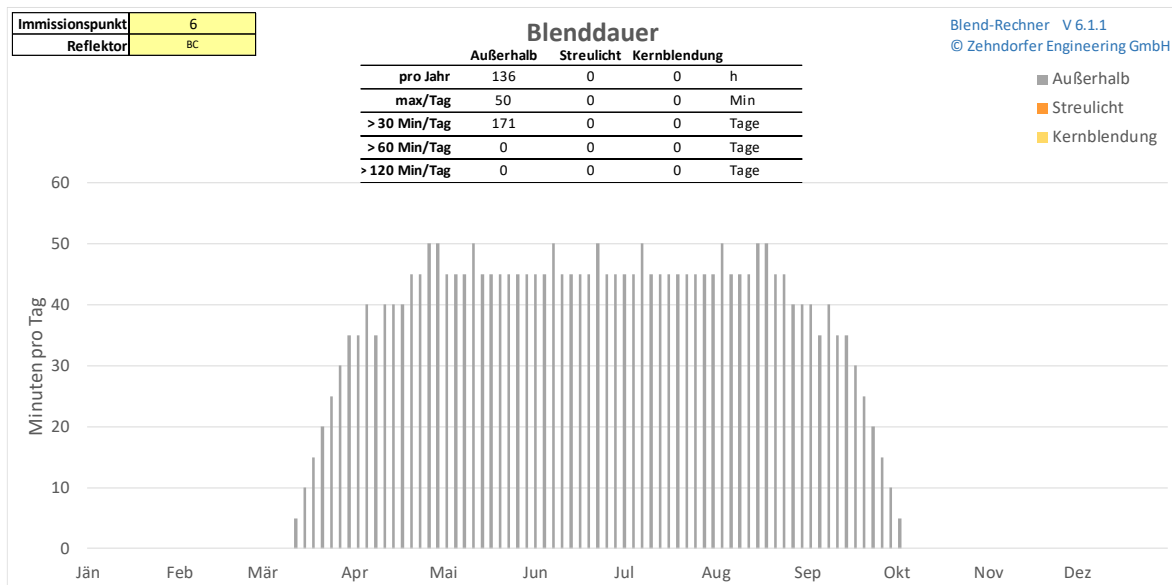 Immissionspunkt 6
Reflektor BC
Blenddauer
Blend-Rechner V 6.1.1
© Zehndorfer Engineering GmbH
Außerhalb Streulicht Kernblendung
pro Jahr 136 0 0 h
max/Tag 50 0 0 Min
> 30 Min/Tag 171 0 0 Tage
> 60 Min/Tag 0 0 0 Tage
> 120 Min/Tag 0 0 0 Tage
Außerhalb
Streulicht
Kernblendung
Minuten pro Tag
60
50
40
30
20
10
0
Jän Feb Mär Apr Mai Jun Jul Aug Sep Okt Nov Dez